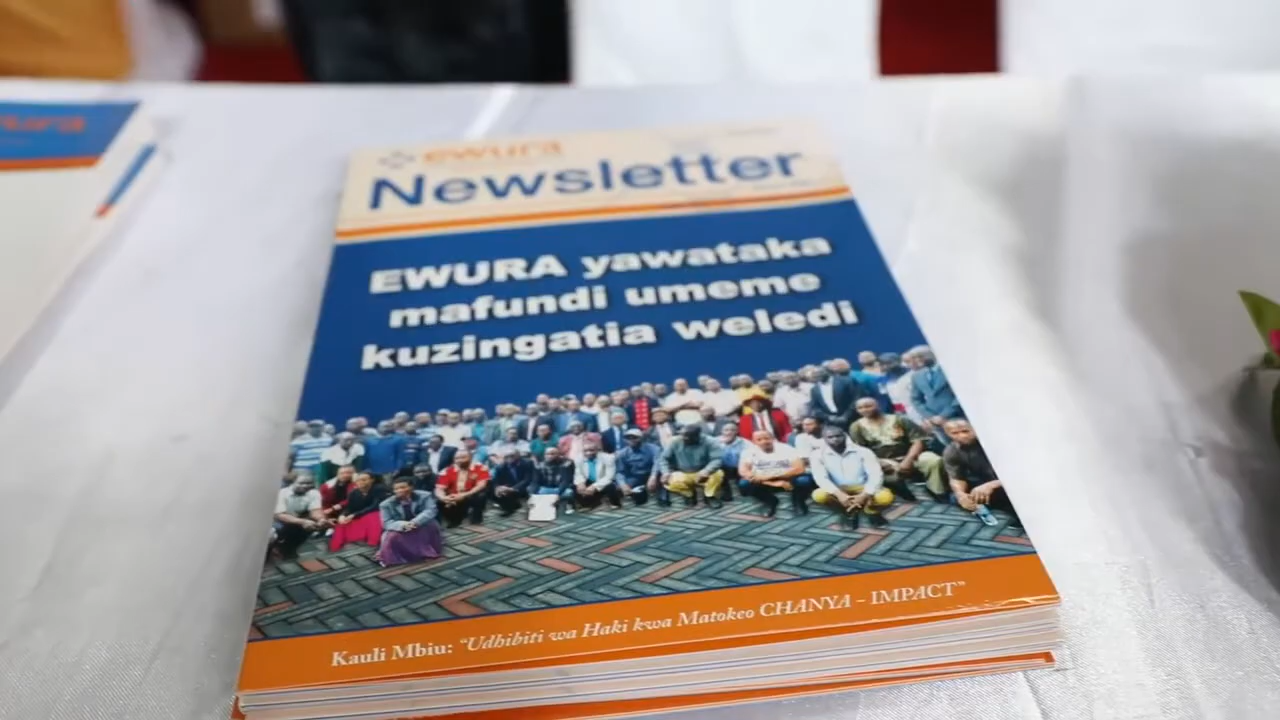 ewura
Newsletter
EWURA yawataka
mafundi umeme
kuzingatia weledi
Kauli Mbiu: "Udhibiti wa Haki kwa Matokeo CHANYA - IMPACT"